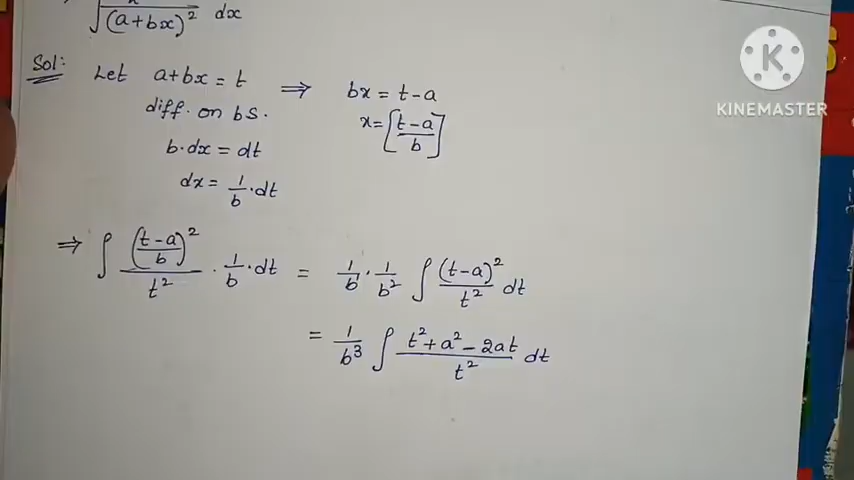 ∫ ─── (a+bx)² dx
Sol:
Let a+bx = t ⟹ bx = t-a
diff. on bs. x = [(t-a)/b]
b·dx = dt
dx = 1/b · dt
⟹ ∫ ((t-a)/b)² / t² · 1/b · dt = 1/b · 1/b² ∫ (t-a)²/t² dt
= 1/b³ ∫ (t²+a²-2at)/t² dt
K
KINEMASTER